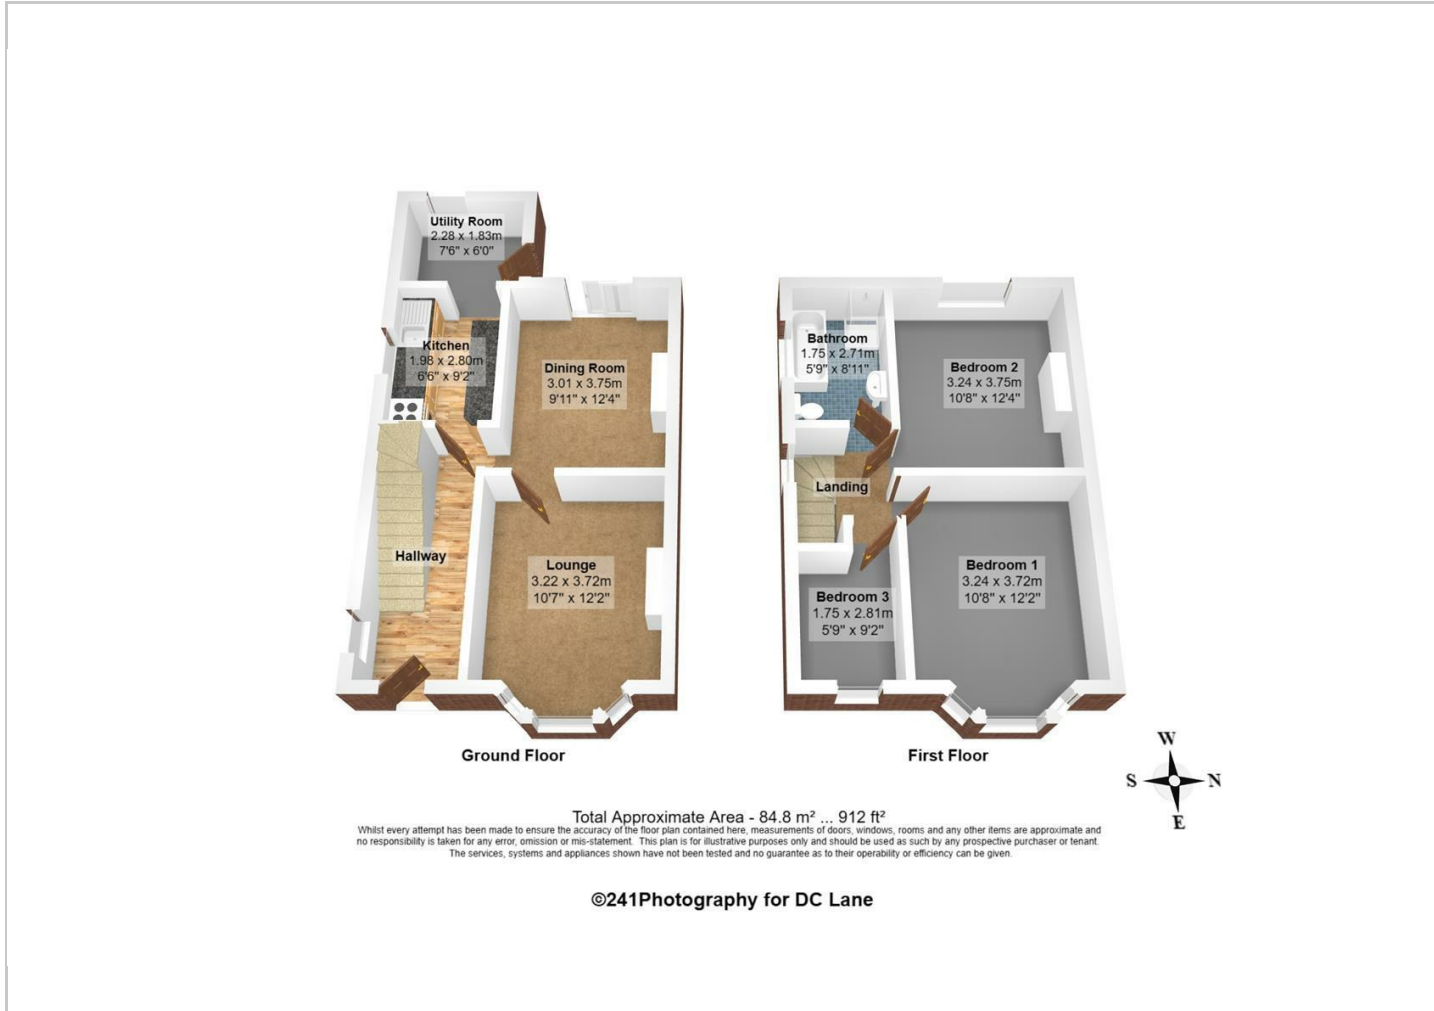 Utility Room
2.28 x 1.83m
7'6" x 6'0"
Kitchen
1.98 x 2.80m
6'6" x 9'2"
Dining Room
3.01 x 3.75m
9'11" x 12'4"
Hallway
Lounge
3.22 x 3.72m
10'7" x 12'2"
Ground Floor
Bathroom
1.75 x 2.71m
5'9" x 8'11"
Bedroom 2
3.24 x 3.75m
10'8" x 12'4"
Landing
Bedroom 1
3.24 x 3.72m
10'8" x 12'2"
Bedroom 3
1.75 x 2.81m
5'9" x 9'2"
First Floor
W
S N
E
Total Approximate Area - 84.8 m² ... 912 ft²
Whilst every attempt has been made to ensure the accuracy of the floor plan contained here, measurements of doors, windows, rooms and any other items are approximate and
no responsibility is taken for any error, omission or mis-statement. This plan is for illustrative purposes only and should be used as such by any prospective purchaser or tenant.
The services, systems and appliances shown have not been tested and no guarantee as to their operability or efficiency can be given.
©241Photography for DC Lane